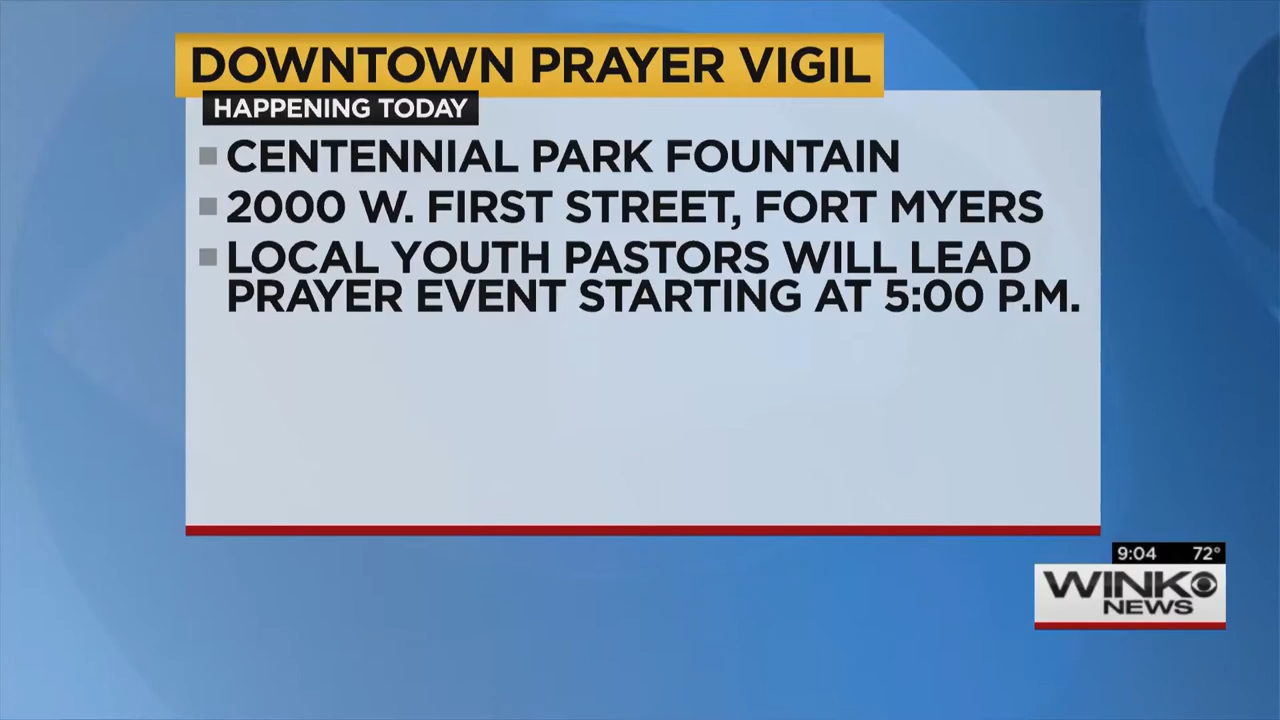 DOWNTOWN PRAYER VIGIL
HAPPENING TODAY
CENTENNIAL PARK FOUNTAIN
2000 W. FIRST STREET, FORT MYERS
LOCAL YOUTH PASTORS WILL LEAD
PRAYER EVENT STARTING AT 5:00 P.M.
9:04 72°
WINK
NEWS